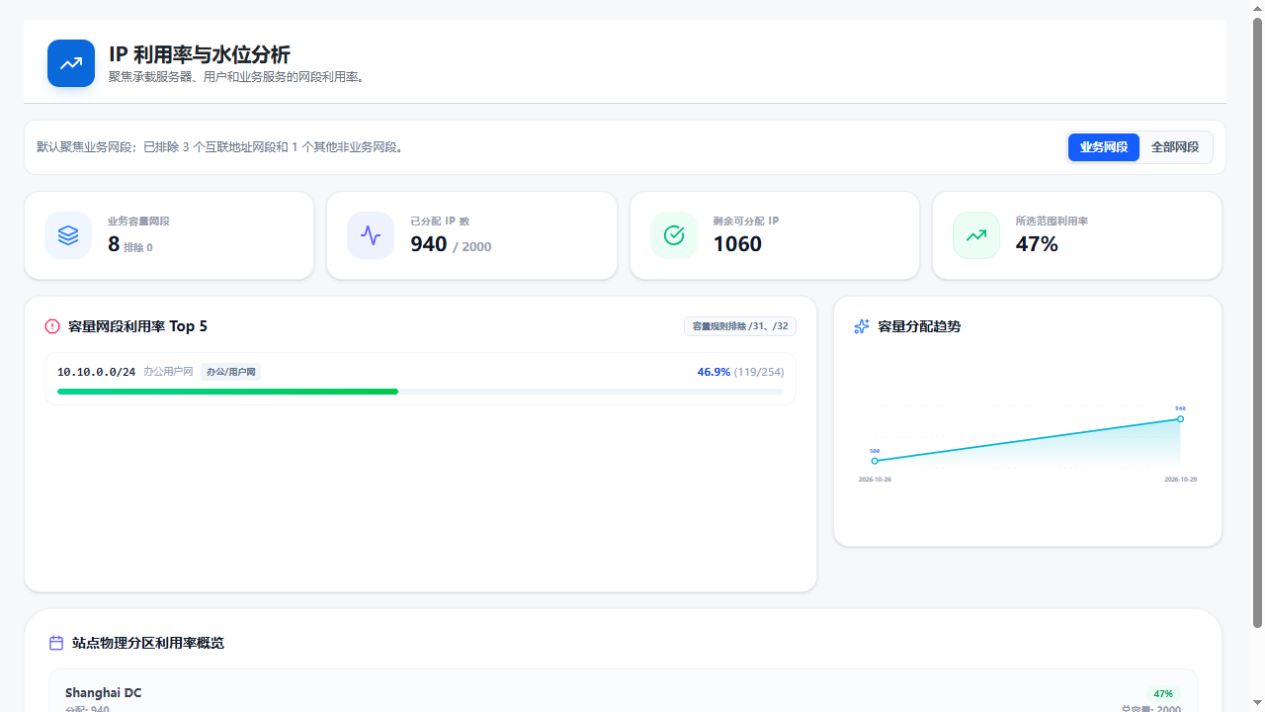 IP 利用率与水位分析
聚焦承载服务器、用户和业务服务的网段利用率。
默认聚焦业务网段；已排除 3 个互联地址网段和 1 个其他非业务网段。
业务网段 全部网段
业务容量网段
8 排除 0
已分配 IP 数
940 / 2000
剩余可分配 IP
1060
所选范围利用率
47%
容量网段利用率 Top 5
容量规则排除 /31、/32
10.10.0.0/24 办公用户网 办公/用户网 46.9% (119/254)
容量分配趋势
940
500
2026-10-26 2026-10-29
站点物理分区利用率概览
Shanghai DC
47%
分配: 940
总容量: 2000